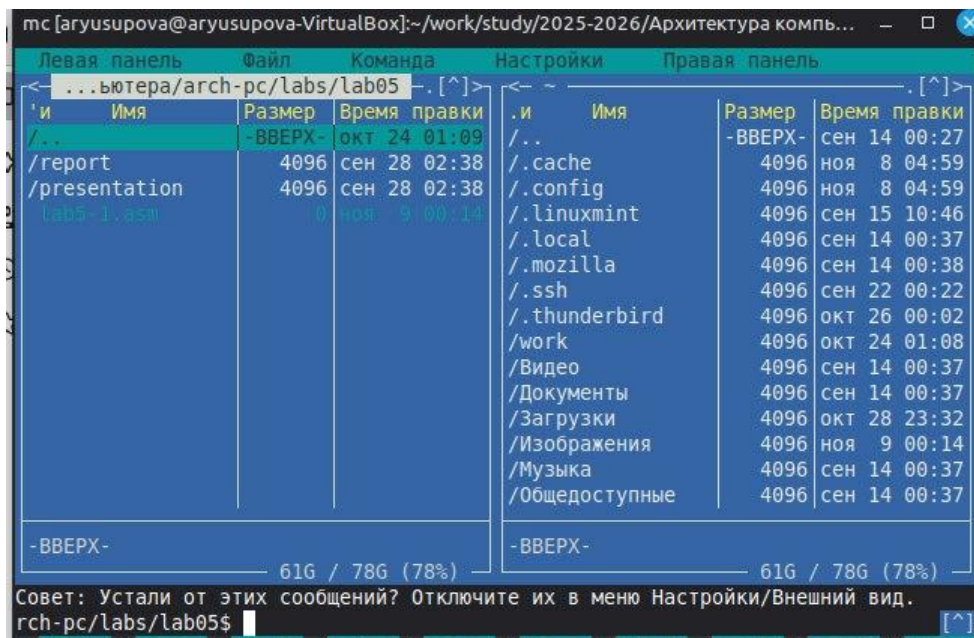 mc [aryusupova@aryusupova-VirtualBox]:~/work/study/2025-2026/Архитектура компь...
Левая панель Файл Команда Настройки Правая панель
<— ...ьютера/arch-pc/labs/lab05 —.[^]>
'и Имя Размер Время правки
/.. -ВВЕРХ- окт 24 01:09
/report 4096 сен 28 02:38
/presentation 4096 сен 28 02:38
lab5-1.asm 0 ноя 9 00:14
-ВВЕРХ-
61G / 78G (78%)
<— ~ —.[^]>
.и Имя Размер Время правки
/.. -ВВЕРХ- сен 14 00:27
/.cache 4096 ноя 8 04:59
/.config 4096 ноя 8 04:59
/.linuxmint 4096 сен 15 10:46
/.local 4096 сен 14 00:37
/.mozilla 4096 сен 14 00:38
/.ssh 4096 сен 22 00:22
/.thunderbird 4096 окт 26 00:02
/work 4096 окт 24 01:08
/Видео 4096 сен 14 00:37
/Документы 4096 сен 14 00:37
/Загрузки 4096 окт 28 23:32
/Изображения 4096 ноя 9 00:14
/Музыка 4096 сен 14 00:37
/Общедоступные 4096 сен 14 00:37
-ВВЕРХ-
61G / 78G (78%)
Совет: Устали от этих сообщений? Отключите их в меню Настройки/Внешний вид.
rch-pc/labs/lab05$ [^]